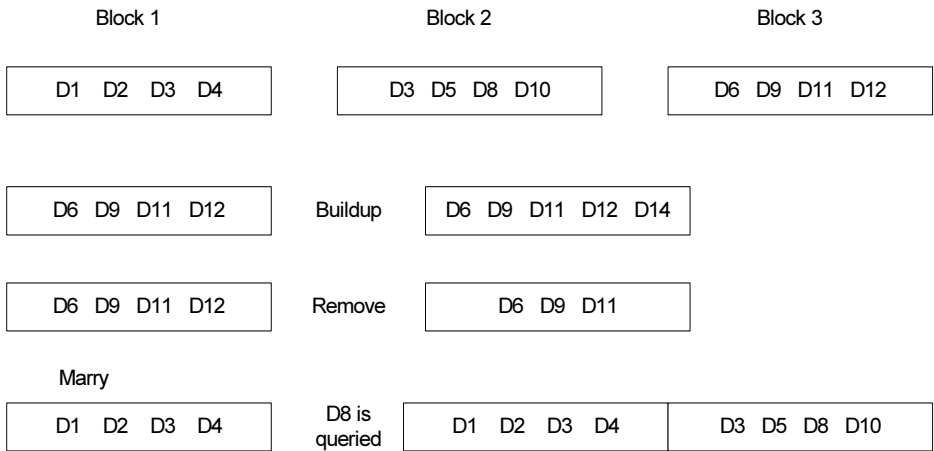 Block 1 Block 2 Block 3
D1 D2 D3 D4 D3 D5 D8 D10 D6 D9 D11 D12
D6 D9 D11 D12 Buildup D6 D9 D11 D12 D14
D6 D9 D11 D12 Remove D6 D9 D11
Marry
D1 D2 D3 D4 D8 is queried D1 D2 D3 D4 D3 D5 D8 D10